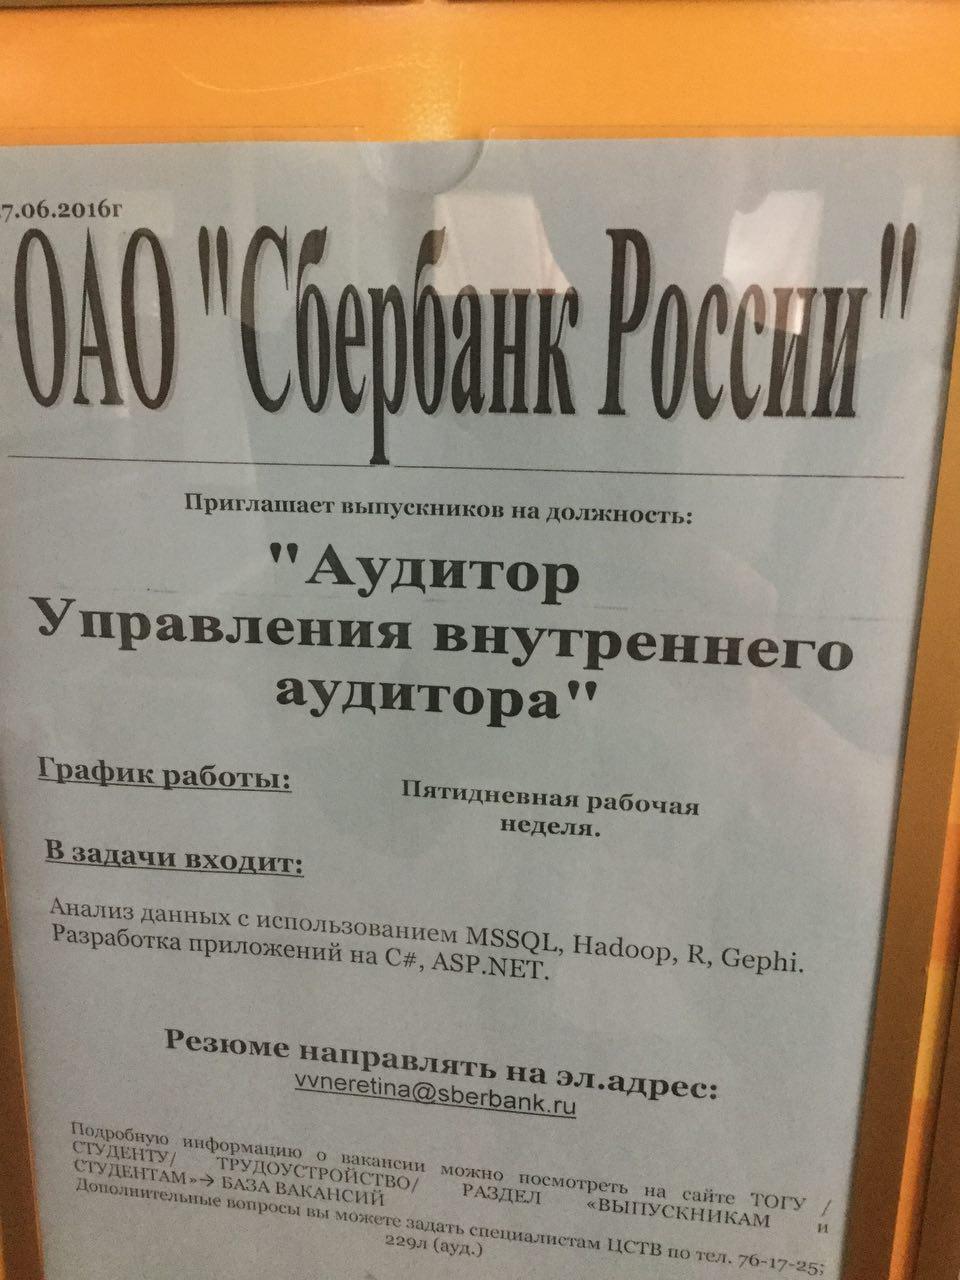 7.06.2016г
ОАО "Сбербанк России"
Приглашает выпускников на должность:
"Аудитор
Управления внутреннего
аудитора"
График работы:
Пятидневная рабочая
неделя.
В задачи входит:
Анализ данных с использованием MSSQL, Hadoop, R, Gephi.
Разработка приложений на C#, ASP.NET.
Резюме направлять на эл.адрес:
vvneretina@sberbank.ru
Подробную информацию о вакансии можно посмотреть на сайте ТОГУ /
СТУДЕНТУ/ ТРУДОУСТРОЙСТВО/ РАЗДЕЛ «ВЫПУСКНИКАМ И
СТУДЕНТАМ»→ БАЗА ВАКАНСИЙ
Дополнительные вопросы вы можете задать специалистам ЦСТВ по тел. 76-17-25;
229л (ауд.)